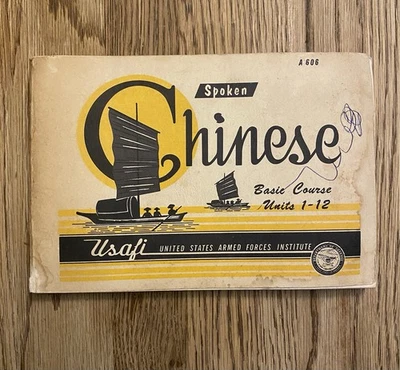 A 606
Spoken
Chinese
Basic Course
Units 1-12
Usafi UNITED STATES ARMED FORCES INSTITUTE